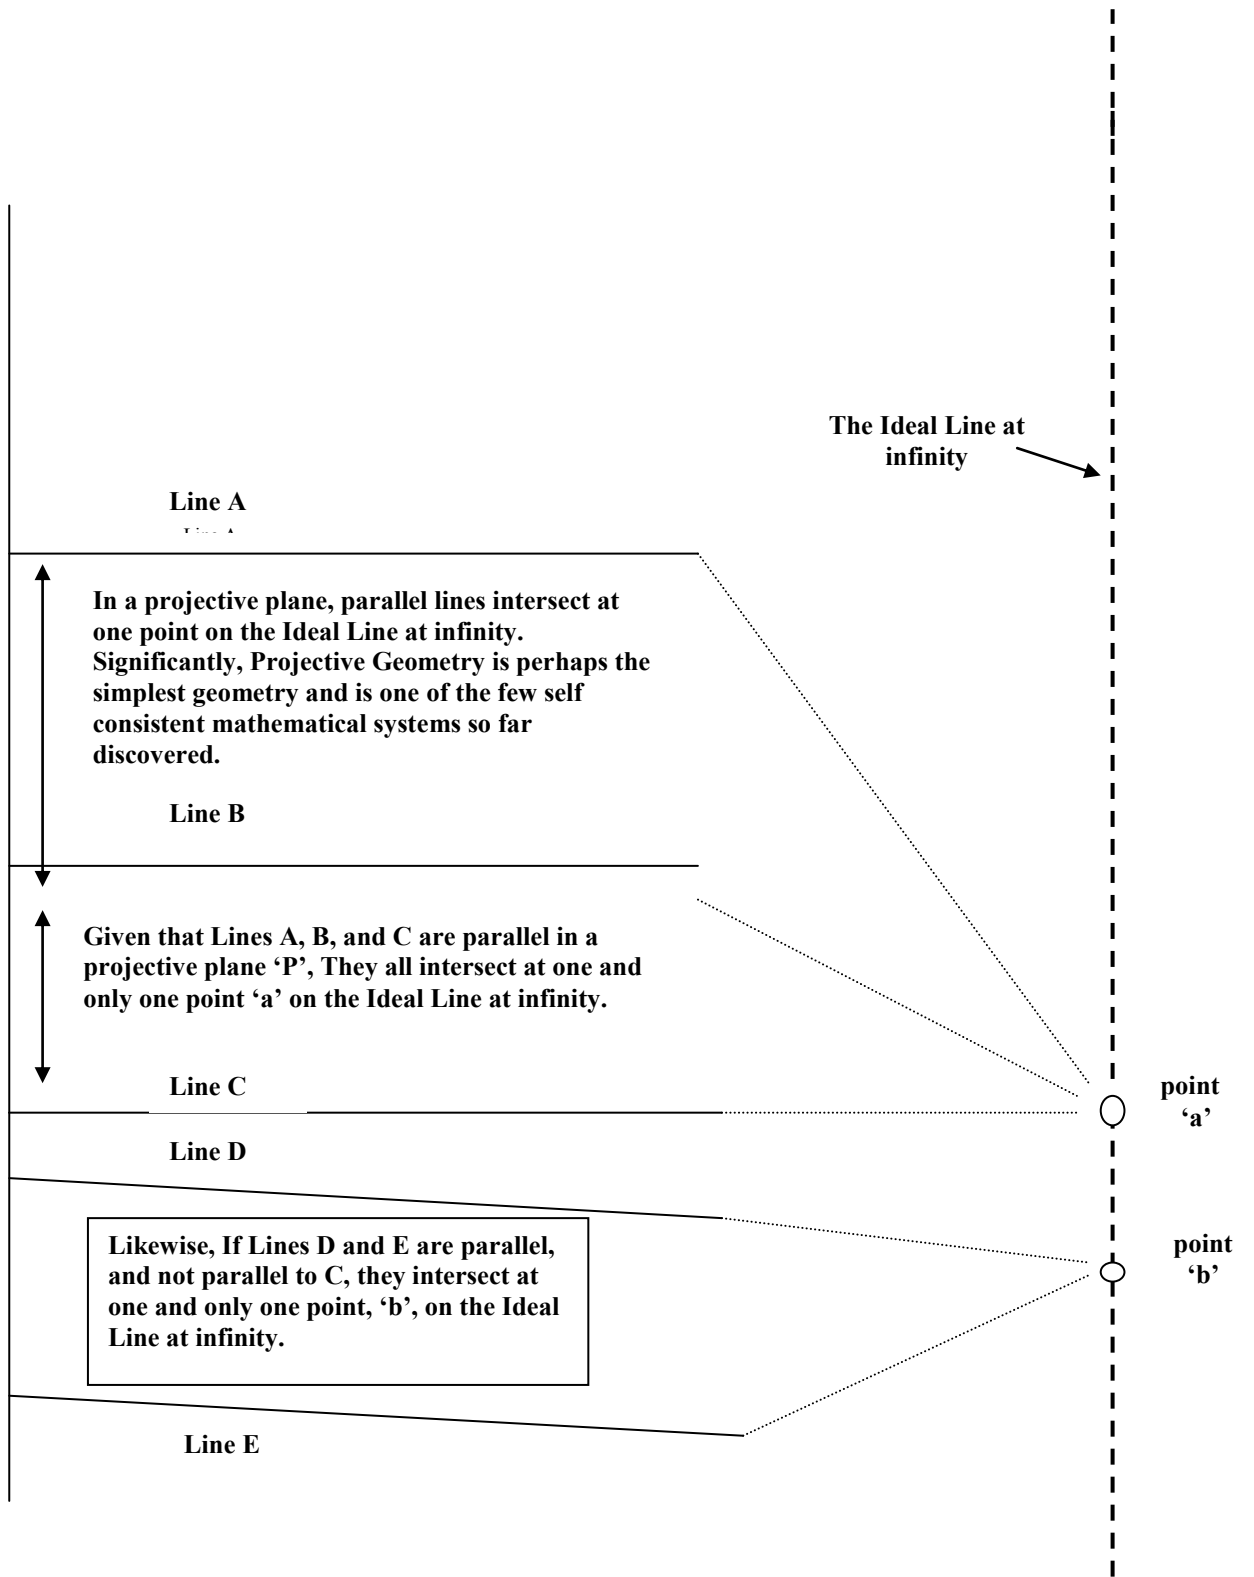 The Ideal Line at
infinity
Line A
In a projective plane, parallel lines intersect at
one point on the Ideal Line at infinity.
Significantly, Projective Geometry is perhaps the
simplest geometry and is one of the few self
consistent mathematical systems so far
discovered.
Line B
Given that Lines A, B, and C are parallel in a
projective plane ‘P’, They all intersect at one and
only one point ‘a’ on the Ideal Line at infinity.
Line C
point
‘a’
Line D
Likewise, If Lines D and E are parallel,
and not parallel to C, they intersect at
one and only one point, ‘b’, on the Ideal
Line at infinity.
point
‘b’
Line E